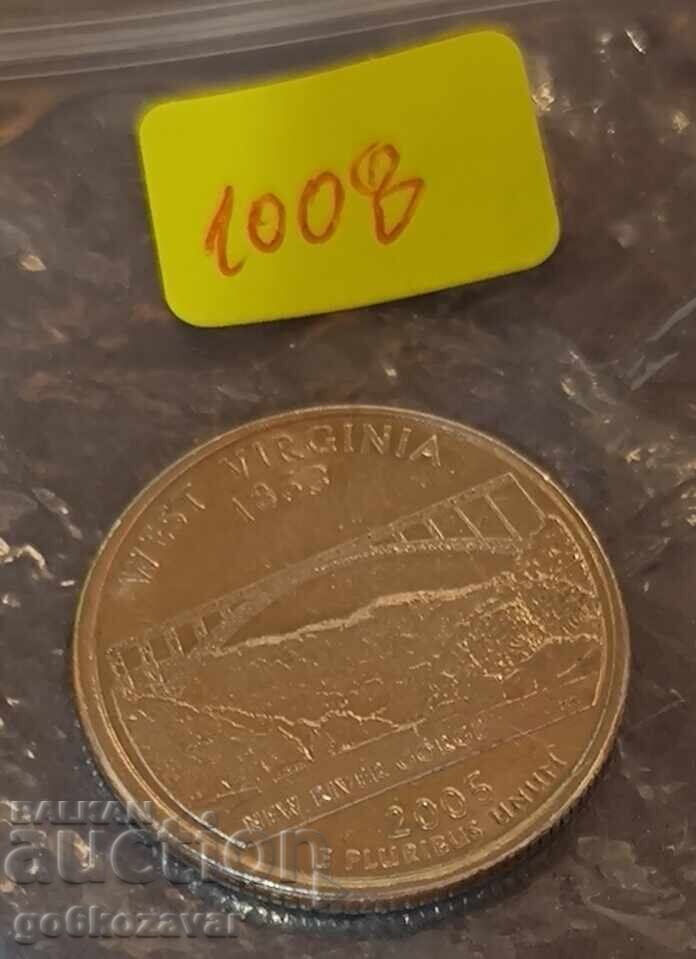 1008
WEST VIRGINIA
1863
NEW RIVER GORGE
2005
E PLURIBUS UNUM
BALKAN
auction
go6kozavar